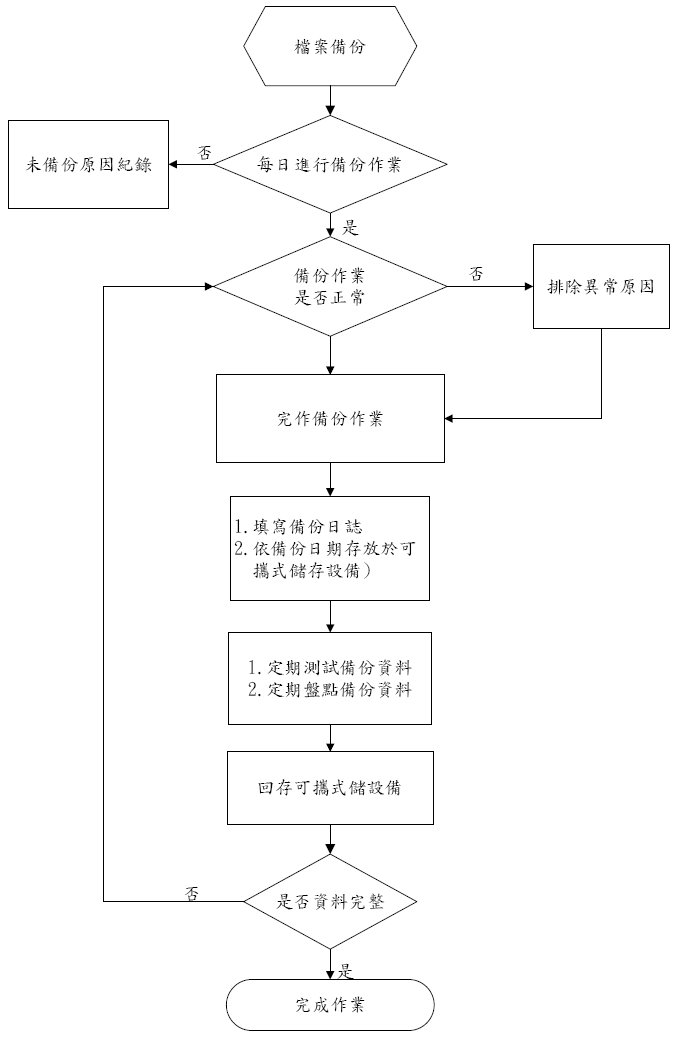 檔案備份
否
未備份原因紀錄
每日進行備份作業
是
備份作業
是否正常
否
排除異常原因
完作備份作業
1.填寫備份日誌
2.依備份日期存放於可
攜式儲存設備）
1.定期測試備份資料
2.定期盤點備份資料
回存可攜式儲設備
否
是否資料完整
是
完成作業